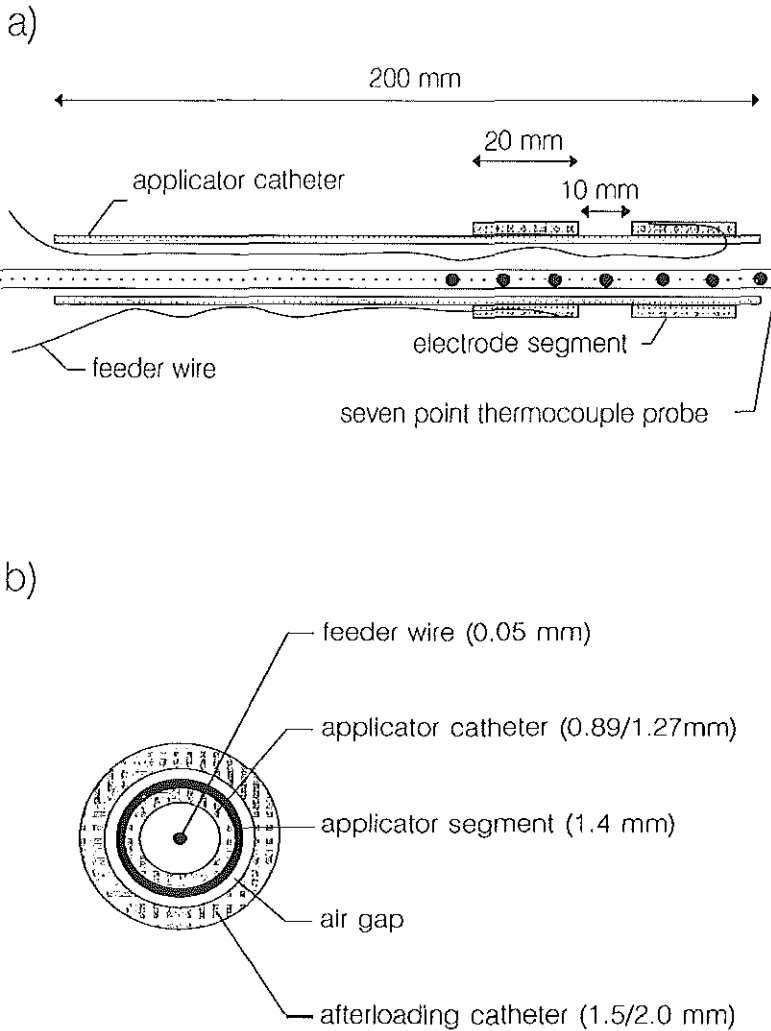 a)
200 mm
20 mm
applicator catheter
10 mm
electrode segment
feeder wire
seven point thermocouple probe
b)
feeder wire (0.05 mm)
applicator catheter (0.89/1.27mm)
applicator segment (1.4 mm)
air gap
afterloading catheter (1.5/2.0 mm)